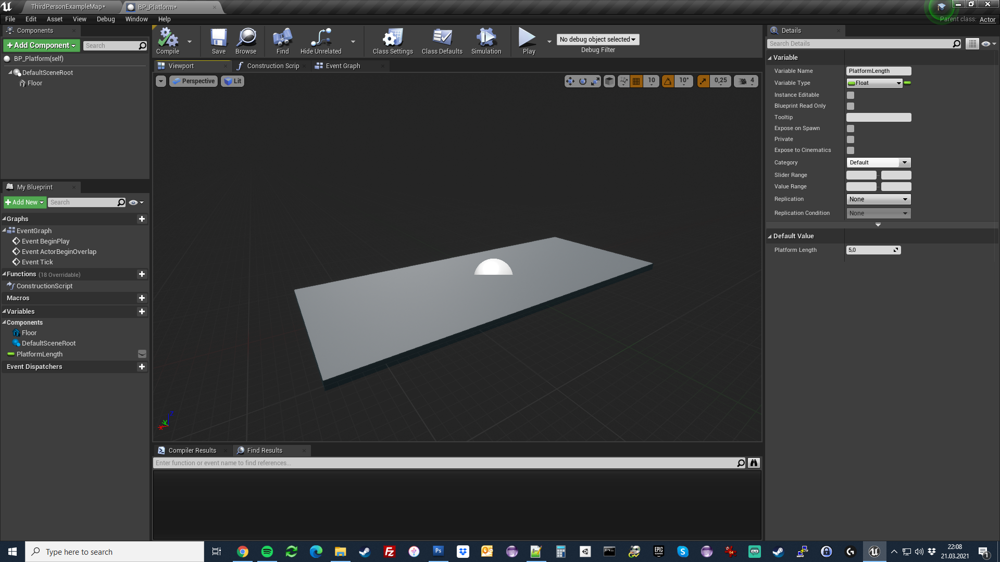 ThirdPersonExampleMap*
BP_Platform*
File Edit Asset View Debug Window Help
Parent class: Actor
Components
+ Add Component
Search
BP_Platform(self)
DefaultSceneRoot
Floor
My Blueprint
+ Add New
Search
Graphs
EventGraph
Event BeginPlay
Event ActorBeginOverlap
Event Tick
Functions (18 Overridable)
ConstructionScript
Macros
Variables
Components
Floor
DefaultSceneRoot
PlatformLength
Event Dispatchers
Compile
Save
Browse
Find
Hide Unrelated
Class Settings
Class Defaults
Simulation
Play
No debug object selected
Debug Filter
Viewport
Construction Scrip
Event Graph
Perspective
Lit
10
10°
0,25
4
Z
Y
X
Compiler Results
Find Results
Enter function or event name to find references...
Details
Search Details
Variable
Variable Name PlatformLength
Variable Type Float
Instance Editable
Blueprint Read Only
Tooltip
Expose on Spawn
Private
Expose to Cinematics
Category Default
Slider Range ..
Value Range ..
Replication None
Replication Condition None
Default Value
Platform Length 5,0
Type here to search
Ps
EPIC GAMES
64
22:08
21.03.2021
1